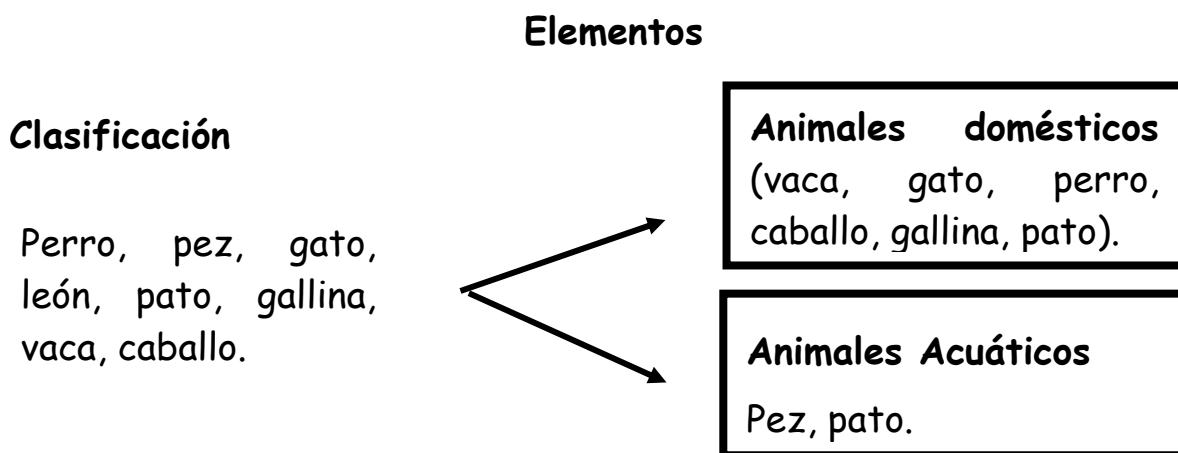 Elementos
Clasificación
Perro, pez, gato,
león, pato, gallina,
vaca, caballo.
Animales domésticos
(vaca, gato, perro,
caballo, gallina, pato).
Animales Acuáticos
Pez, pato.